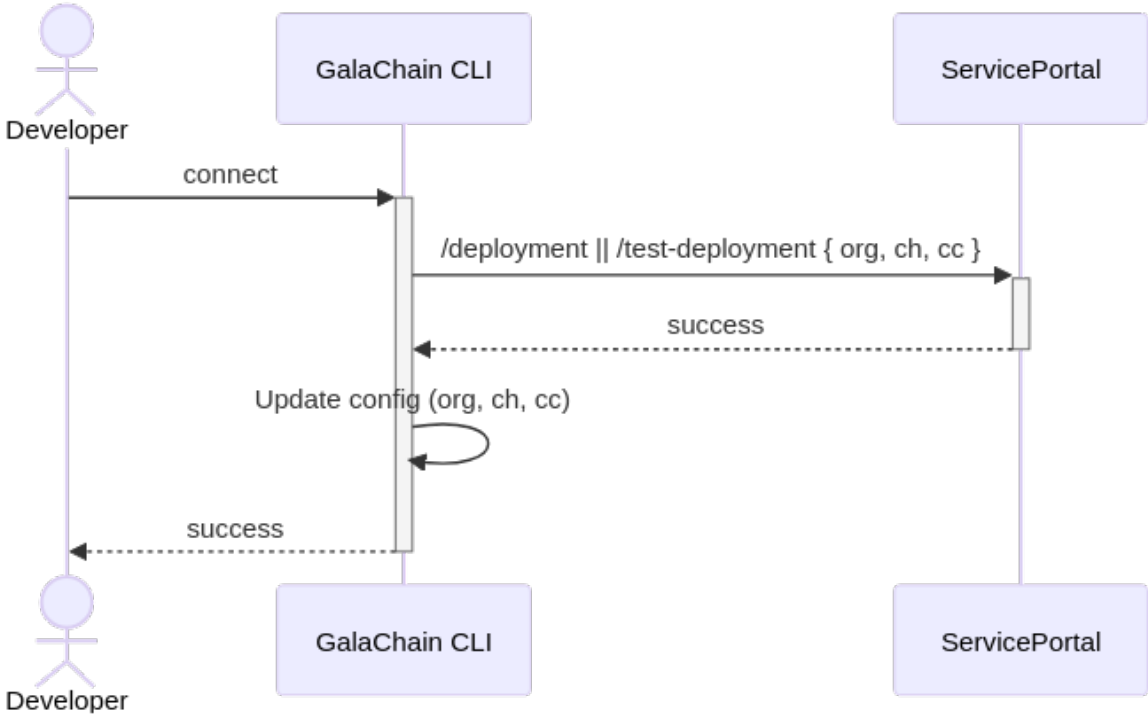 GalaChain CLI
ServicePortal
Developer
connect
/deployment || /test-deployment { org, ch, cc }
success
Update config (org, ch, cc)
success
GalaChain CLI
ServicePortal
Developer